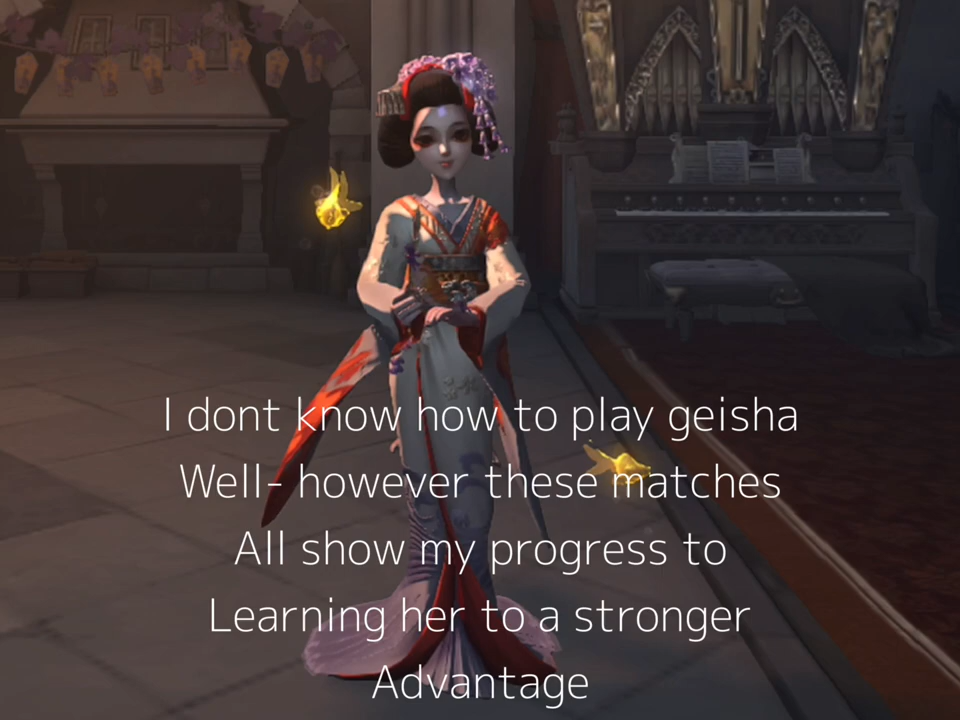 I dont know how to play geisha
Well- however these matches
All show my progress to
Learning her to a stronger
Advantage